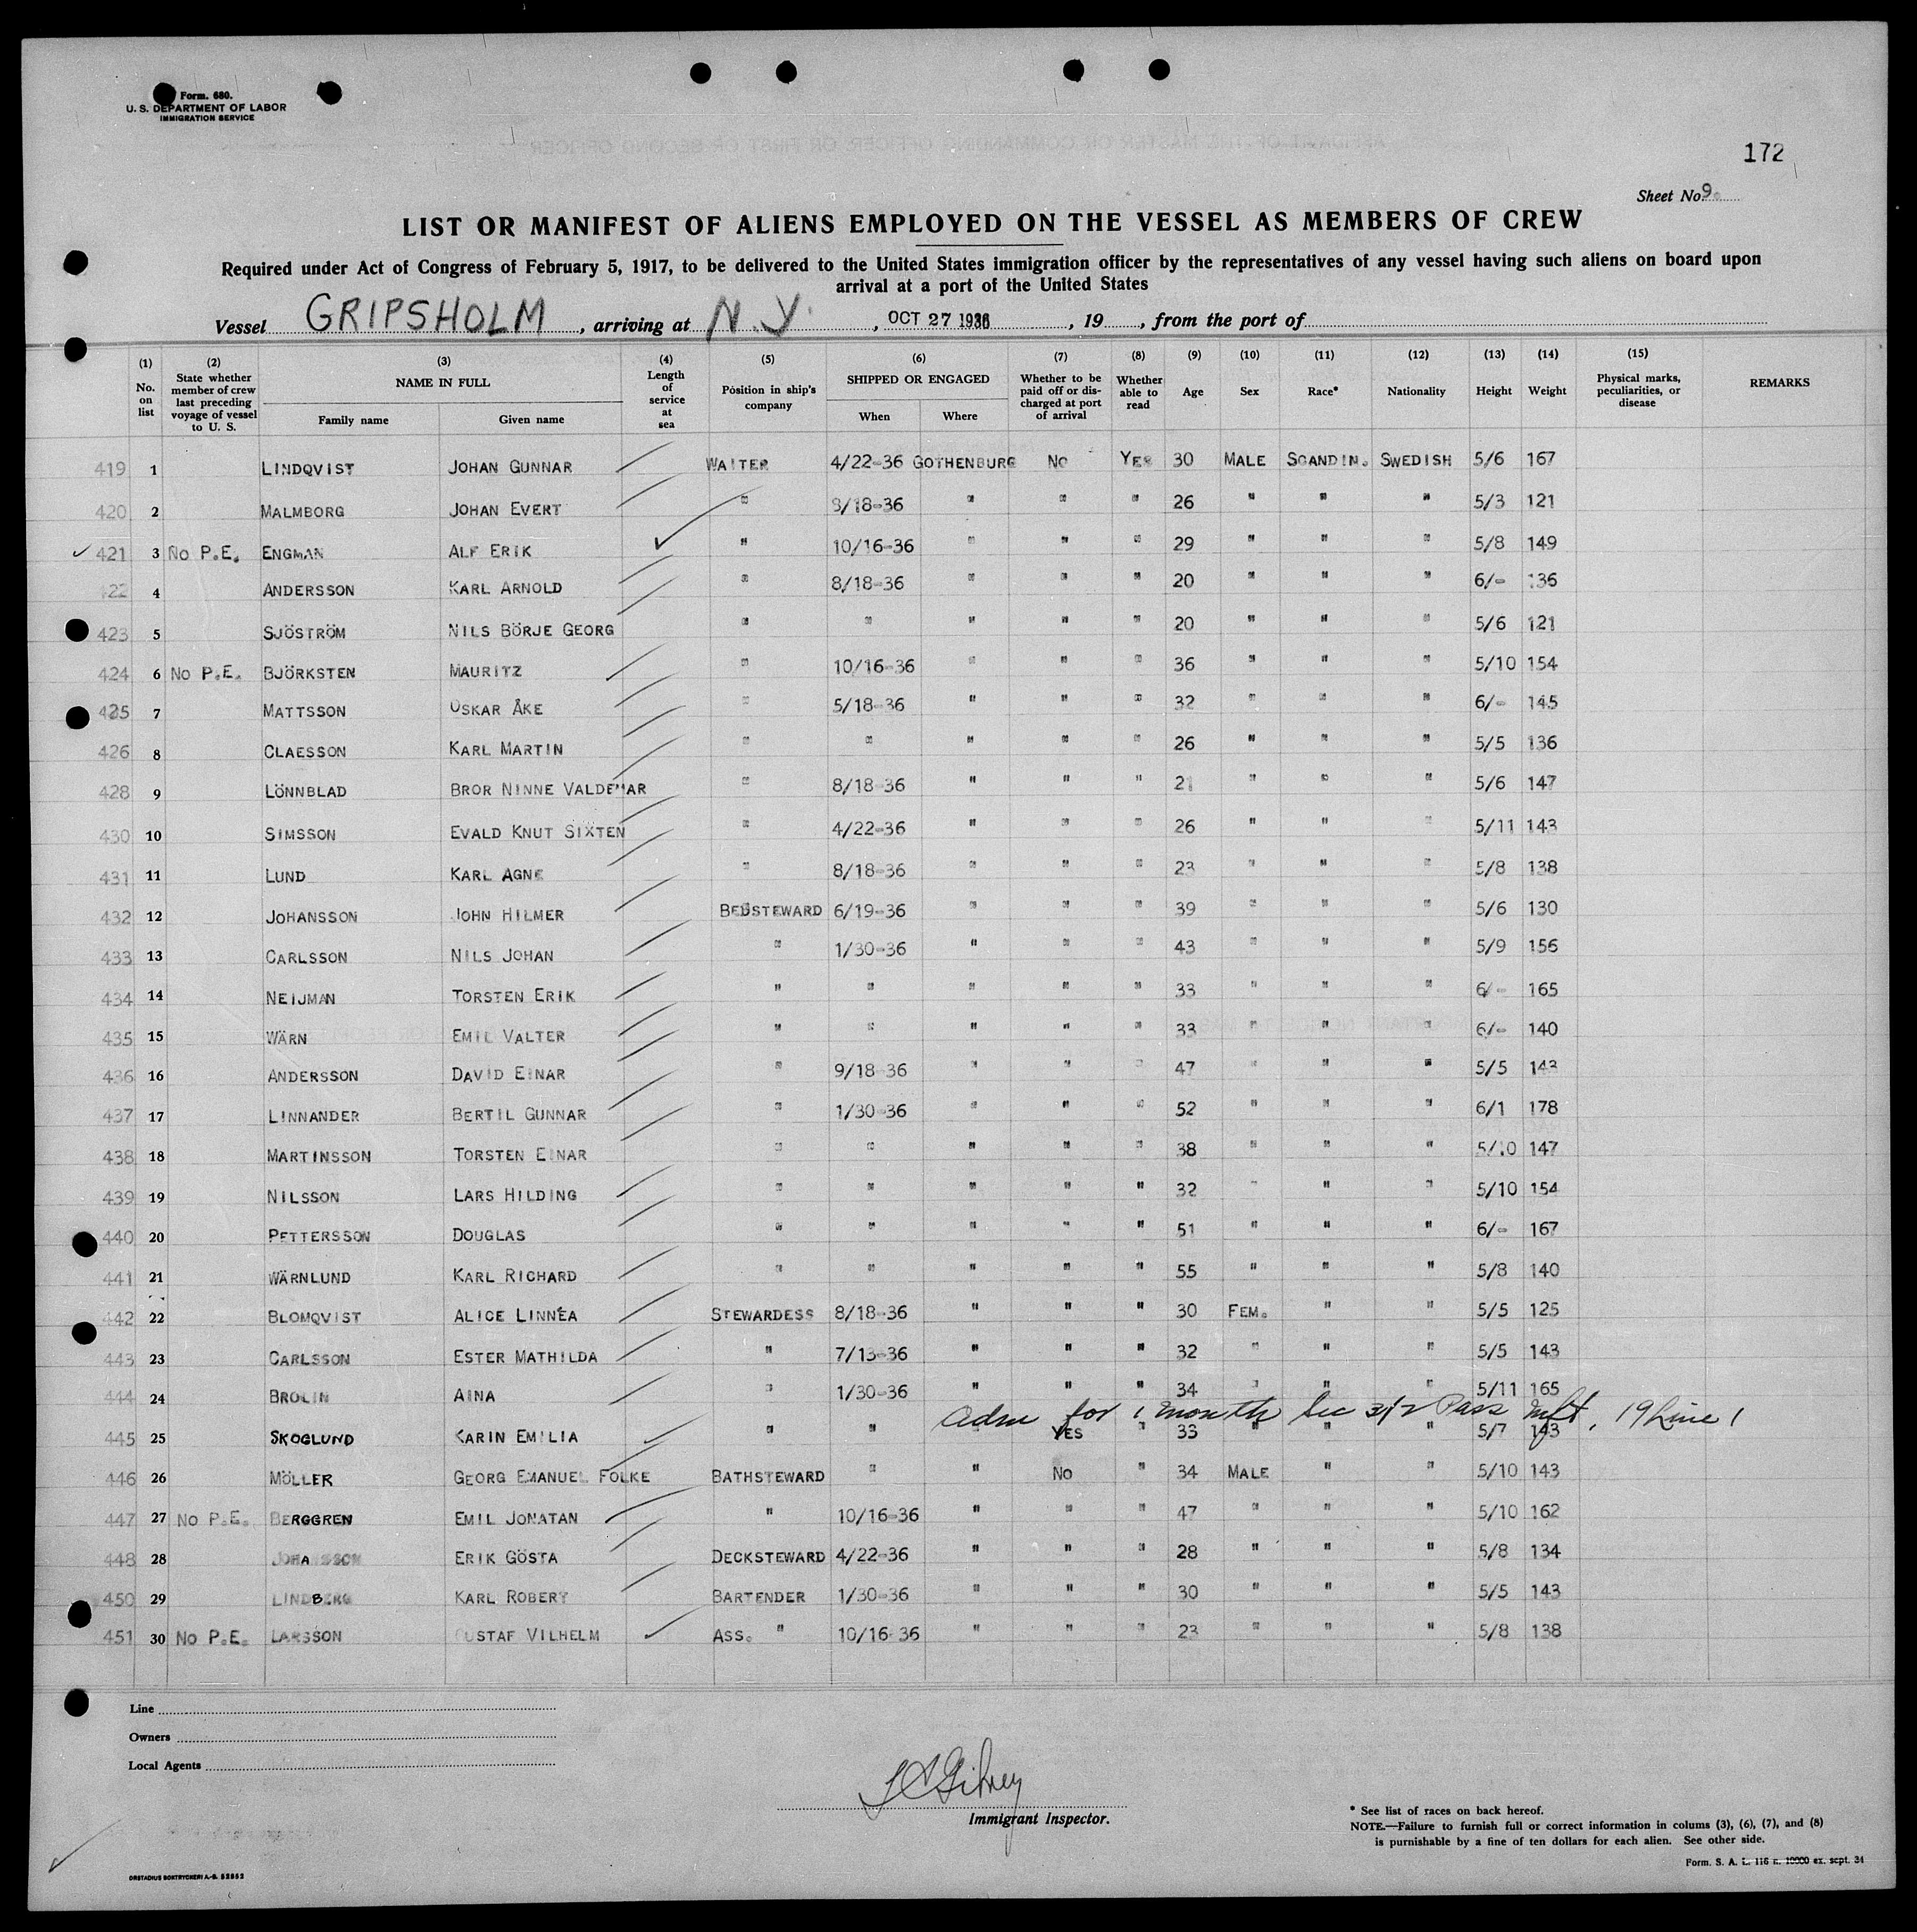 Form. 680.
U. S. DEPARTMENT OF LABOR
IMMIGRATION SERVICE
172
Sheet No. 9
LIST OR MANIFEST OF ALIENS EMPLOYED ON THE VESSEL AS MEMBERS OF CREW
Required under Act of Congress of February 5, 1917, to be delivered to the United States immigration officer by the representatives of any vessel having such aliens on board upon
arrival at a port of the United States
Vessel GRIPSHOLM, arriving at N.Y., OCT 27 1936, 19, from the port of
(1) (2) (3) (4) (5) (6) (7) (8) (9) (10) (11) (12) (13) (14) (15)
No. on list State whether member of crew last preceding voyage of vessel to U. S. NAME IN FULL Family name Given name Length of service at sea Position in ship's company SHIPPED OR ENGAGED When Where Whether to be paid off or discharged at port of arrival Whether able to read Age Sex Race* Nationality Height Weight Physical marks, peculiarities, or disease REMARKS
419 1 LINDQVIST JOHAN GUNNAR WAITER 4/22-36 GOTHENBURG NO YES 30 MALE SCANDIN. SWEDISH 5/6 167
420 2 MALMBORG JOHAN EVERT " 8/18-36 " " " 26 " " " 5/3 121
421 3 NO P.E. ENGMAN ALF ERIK " 10/16-36 " " " 29 " " " 5/8 149
422 4 ANDERSSON KARL ARNOLD " 8/18-36 " " " 20 " " " 6/- 136
423 5 SJÖSTRÖM NILS BÖRJE GEORG " " " " " 20 " " " 5/6 121
424 6 NO P.E. BJÖRKSTEN MAURITZ " 10/16-36 " " " 36 " " " 5/10 154
425 7 MATTSSON OSKAR ÅKE " 5/18-36 " " " 32 " " " 6/- 145
426 8 CLAESSON KARL MARTIN " " " " " 26 " " " 5/5 136
428 9 LÖNNBLAD BROR NINNE VALDEMAR " 8/18-36 " " " 21 " " " 5/6 147
430 10 SIMSSON EVALD KNUT SIXTEN " 4/22-36 " " " 26 " " " 5/11 143
431 11 LUND KARL AGNE " 8/18-36 " " " 23 " " " 5/8 138
432 12 JOHANSSON JOHN HILMER BEDSTEWARD 6/19-36 " " " 39 " " " 5/6 130
433 13 CARLSSON NILS JOHAN " 1/30-36 " " " 43 " " " 5/9 156
434 14 NEIJMAN TORSTEN ERIK " " " " " 33 " " " 6/- 165
435 15 WÄRN EMIL VALTER " " " " " 33 " " " 6/- 140
436 16 ANDERSSON DAVID EINAR " 9/18-36 " " " 47 " " " 5/5 143
437 17 LINNANDER BERTIL GUNNAR " 1/30-36 " " " 52 " " " 6/1 178
438 18 MARTINSSON TORSTEN EINAR " " " " " 38 " " " 5/10 147
439 19 NILSSON LARS HILDING " " " " " 32 " " " 5/10 154
440 20 PETTERSSON DOUGLAS " " " " " 51 " " " 6/- 167
441 21 WÄRNLUND KARL RICHARD " " " " " 55 " " " 5/8 140
442 22 BLOMQVIST ALICE LINNÉA STEWARDESS 8/18-36 " " " 30 FEM. " " 5/5 125
443 23 CARLSSON ESTER MATHILDA " 7/13-36 " " " 32 " " " 5/5 143
444 24 BROLIN AINA " 1/30-36 " " " 34 " " " 5/11 165
Adm for 1 month Sec 3/2 Pass mft, 19 Line 1
445 25 SKOGLUND KARIN EMILIA " " " YES " 33 " " " 5/7 143
446 26 MÖLLER GEORG EMANUEL FOLKE BATHSTEWARD " " NO " 34 MALE " " 5/10 143
447 27 NO P.E. BERGGREN EMIL JONATAN " 10/16-36 " " " 47 " " " 5/10 162
448 28 JOHANSSON ERIK GÖSTA DECKSTEWARD 4/22-36 " " " 28 " " " 5/8 134
450 29 LINDBERG KARL ROBERT BARTENDER 1/30-36 " " " 30 " " " 5/5 143
451 30 NO P.E. LARSSON GUSTAF VILHELM ASS. " 10/16-36 " " " 23 " " " 5/8 138
Line
Owners
Local Agents
Immigrant Inspector.
* See list of races on back hereof.
NOTE.—Failure to furnish full or correct information in colums (3), (6), (7), and (8)
is purnishable by a fine of ten dollars for each alien. See other side.
Form. S. A. L. 116 E. 10000 ex. sept. 34
ORSTADIUS BOKTRYCKERI A.-B. 52852